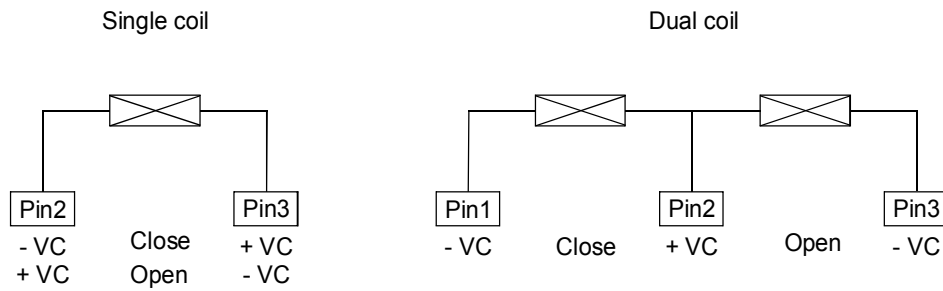 Single coil
Dual coil
Pin2
Pin3
Pin1
Pin2
Pin3
- VC Close + VC
+ VC Open - VC
- VC Close + VC Open - VC